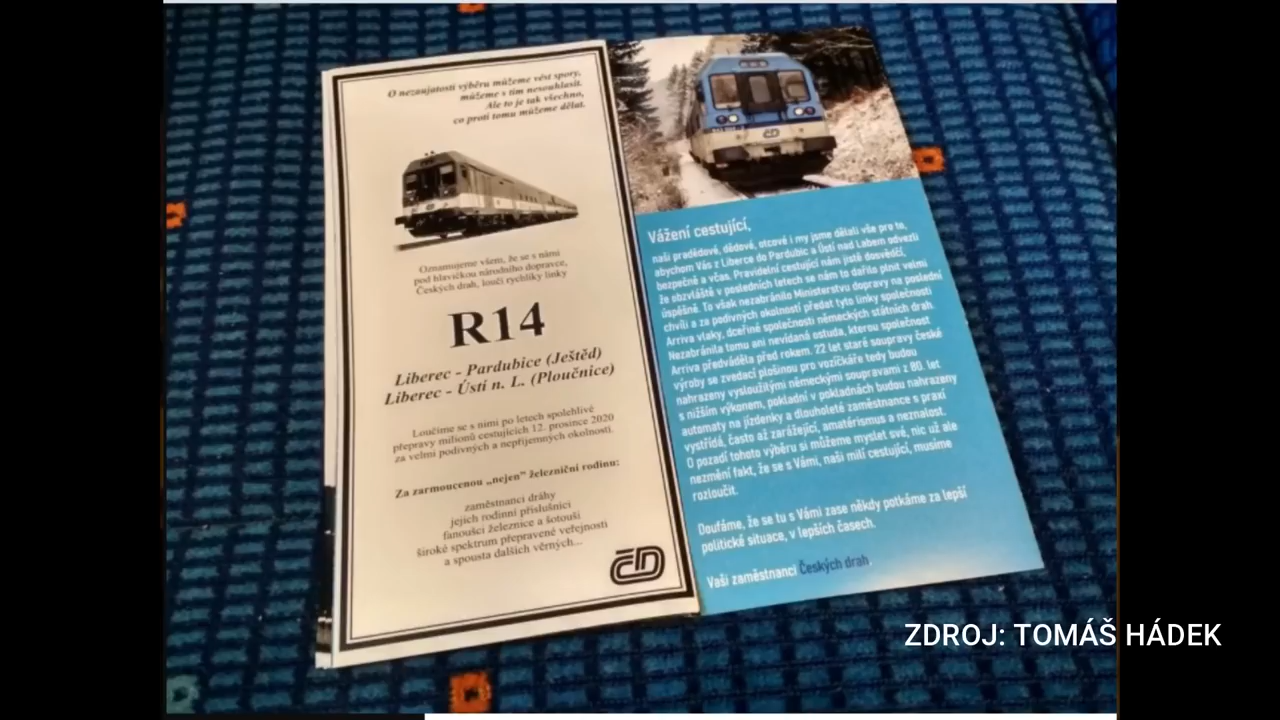 O nezaujatosti výběru můžeme vést spory,
můžeme s tím nesouhlasit.
Ale to je tak všechno,
co proti tomu můžeme dělat.
Oznamujeme všem, že se s námi
pod hlavičkou národního dopravce,
Českých drah, loučí rychlíky linky
R14
Liberec - Pardubice (Ještěd)
Liberec - Ústí n. L. (Ploučnice)
Loučíme se s nimi po letech spolehlivé
přepravy milionů cestujících 12. prosince 2020
za velmi podivných a nepříjemných okolností.
Za zarmoucenou „nejen” železniční rodinu:
zaměstnanci dráhy
jejich rodinní příslušníci
fanoušci železnice a šotouši
široké spektrum přepravené veřejnosti
a spousta dalších věrných...
ČD
ČD
Vážení cestující,
naši pradědové, dědové, otcové i my jsme dělali vše pro to,
abychom Vás z Liberce do Pardubic a Ústí nad Labem odvezli
bezpečně a včas. Pravidelní cestující nám jistě dosvědčí,
že obzvláště v posledních letech se nám to dařilo plnit velmi
úspěšně. To však nezabránilo Ministerstvu dopravy na poslední
chvíli a za podivných okolností předat tyto linky společnosti
Arriva vlaky, dceřiné společnosti německých státních drah.
Nezabránila tomu ani nevídaná ostuda, kterou společnost
Arriva předváděla před rokem. 22 let staré soupravy české
výroby se zvedací plošinou pro vozíčkáře tedy budou
nahrazeny vysloužilými německými soupravami z 80. let
s nižším výkonem, pokladní v pokladnách budou nahrazeny
automaty na jízdenky a dlouholeté zaměstnance s praxí
vystřídá, často až zarážející, amatérismus a neznalost.
O pozadí tohoto výběru si můžeme myslet své, nic už ale
nezmění fakt, že se s Vámi, naši milí cestující, musíme
rozloučit.
Doufáme, že se tu s Vámi zase někdy potkáme za lepší
politické situace, v lepších časech.
Vaši zaměstnanci Českých drah.
ZDROJ: TOMÁŠ HÁDEK